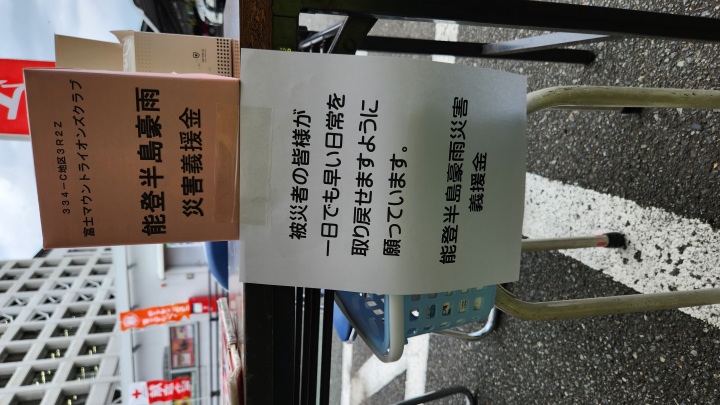 334-C地区3R2Z
富士マウントライオンズクラブ
能登半島豪雨
災害義援金
被災者の皆様が
一日でも早い日常を
取り戻せますように
願っています。
能登半島豪雨災害
義援金